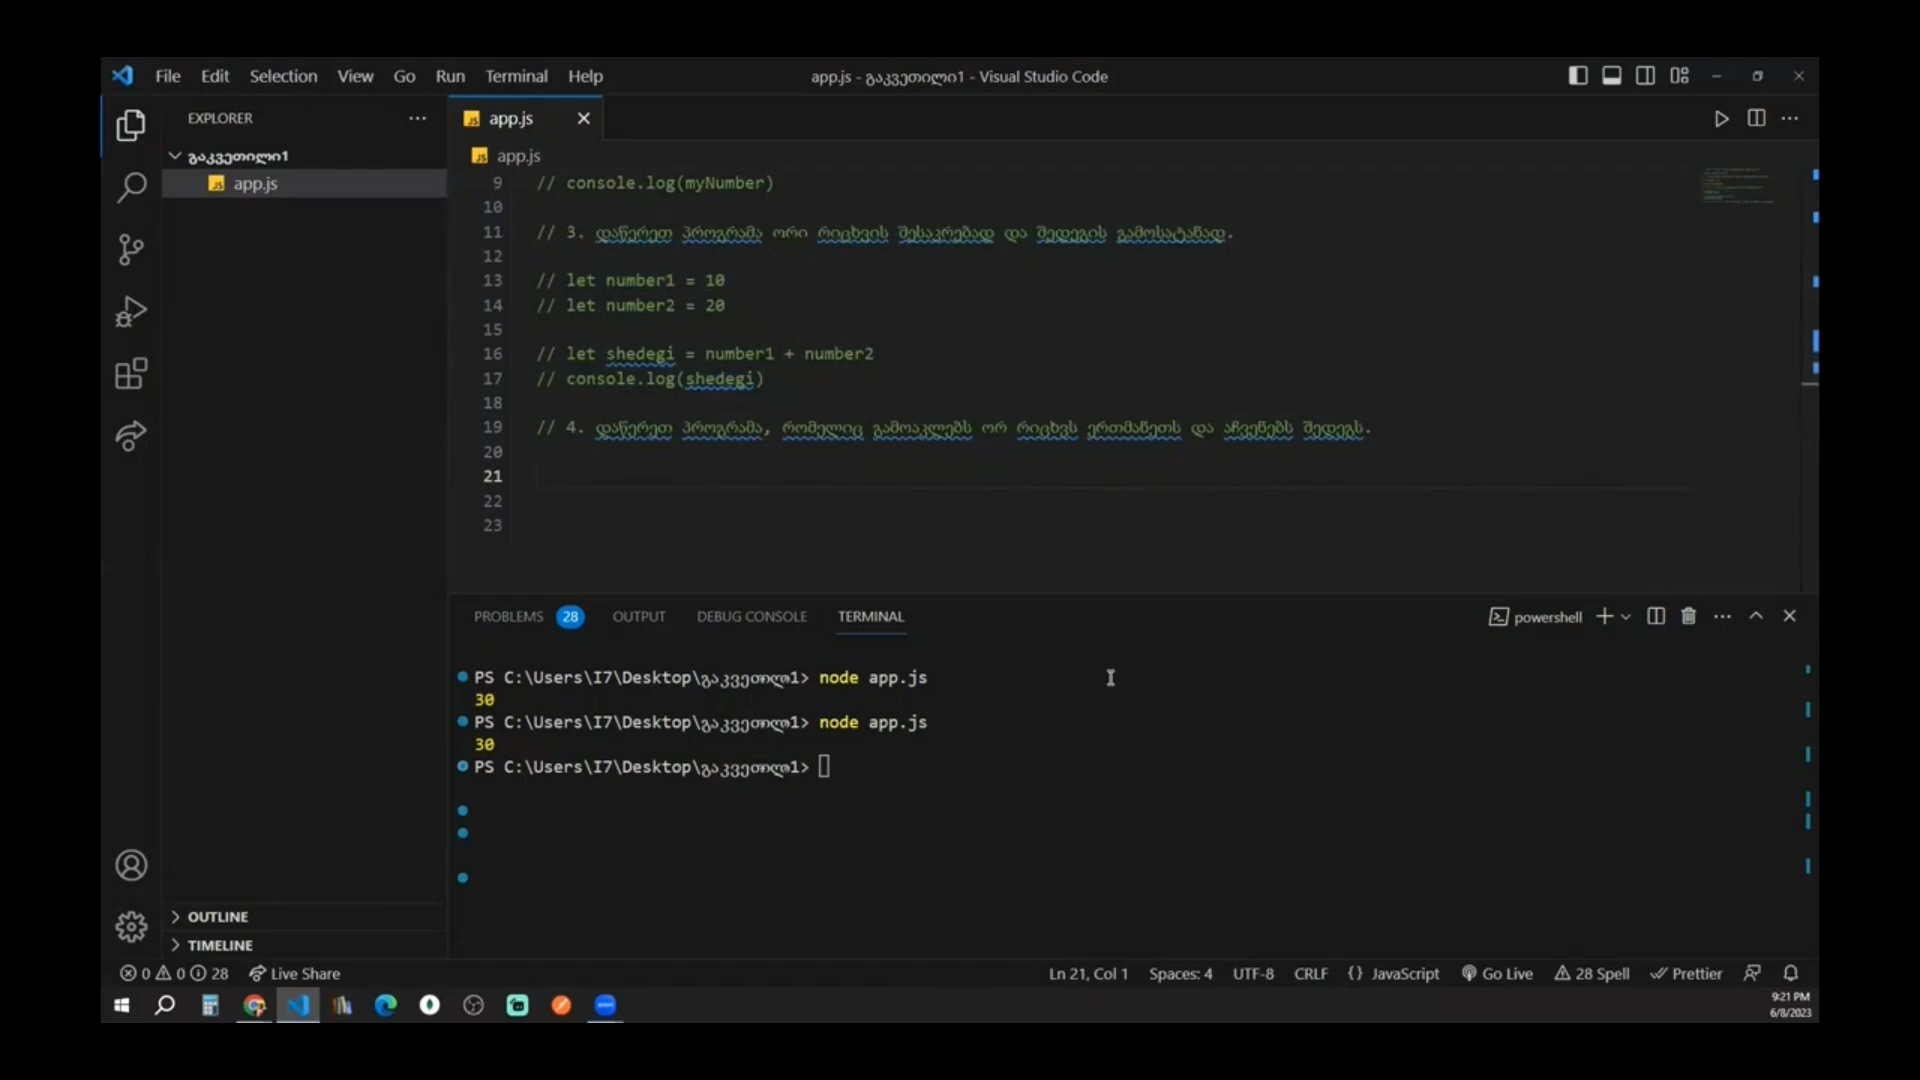 File Edit Selection View Go Run Terminal Help
app.js - გაკვეთილი1 - Visual Studio Code
EXPLORER
გაკვეთილი1
app.js
app.js
app.js
9 // console.log(myNumber)
10
11 // 3. დაწერეთ პროგრამა ორი რიცხვის შესაკრებად და შედეგის გამოსატანად.
12
13 // let number1 = 10
14 // let number2 = 20
15
16 // let shedegi = number1 + number2
17 // console.log(shedegi)
18
19 // 4. დაწერეთ პროგრამა, რომელიც გამოაკლებს ორ რიცხვს ერთმანეთს და აჩვენებს შედეგს.
20
21
22
23
PROBLEMS 28 OUTPUT DEBUG CONSOLE TERMINAL
powershell
PS C:\Users\I7\Desktop\გაკვეთილი1> node app.js
30
PS C:\Users\I7\Desktop\გაკვეთილი1> node app.js
30
PS C:\Users\I7\Desktop\გაკვეთილი1>
OUTLINE
TIMELINE
0 0 28 Live Share
Ln 21, Col 1 Spaces: 4 UTF-8 CRLF {} JavaScript Go Live 28 Spell Prettier
9:21 PM
6/8/2023